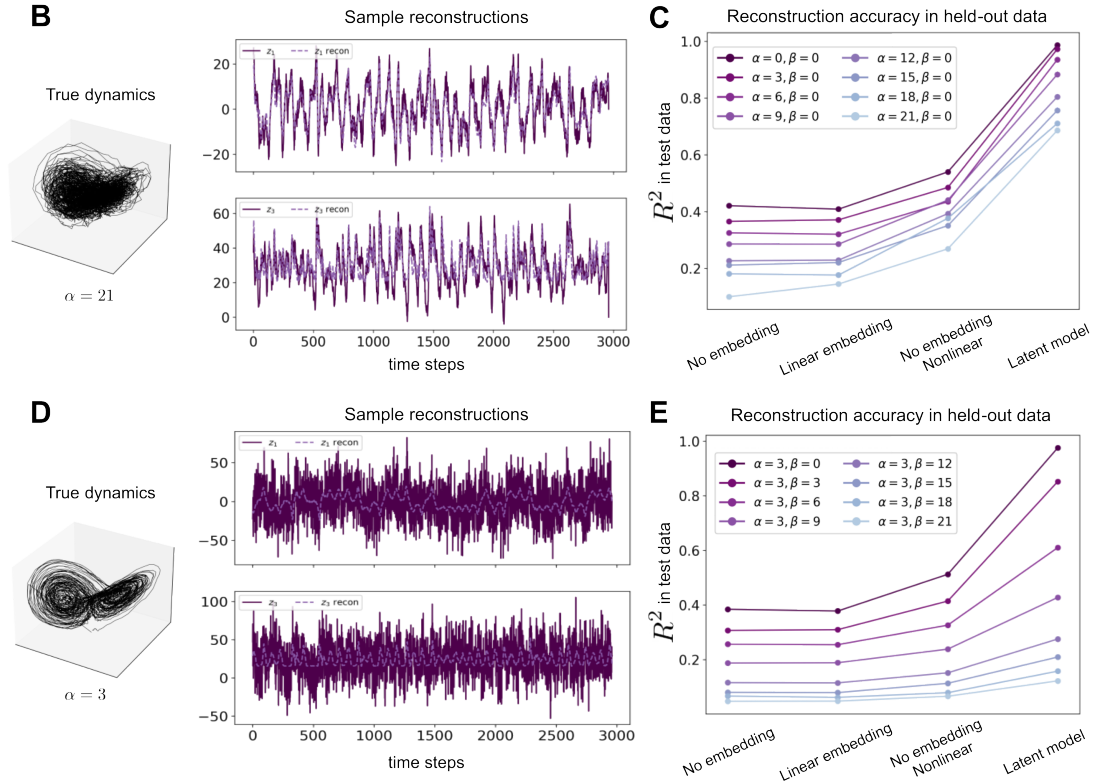 B
Sample reconstructions
True dynamics
z₁ z₁ recon
20
0
−20
z₃ z₃ recon
60
40
20
0
0 500 1000 1500 2000 2500 3000
time steps
α = 21
C
Reconstruction accuracy in held-out data
α = 0, β = 0
α = 3, β = 0
α = 6, β = 0
α = 9, β = 0
α = 12, β = 0
α = 15, β = 0
α = 18, β = 0
α = 21, β = 0
1.0
0.8
0.6
0.4
0.2
R² in test data
No embedding
Linear embedding
No embedding
Nonlinear
Latent model
D
Sample reconstructions
True dynamics
z₁ z₁ recon
50
0
−50
z₃ z₃ recon
100
50
0
−50
0 500 1000 1500 2000 2500 3000
time steps
α = 3
E
Reconstruction accuracy in held-out data
α = 3, β = 0
α = 3, β = 3
α = 3, β = 6
α = 3, β = 9
α = 3, β = 12
α = 3, β = 15
α = 3, β = 18
α = 3, β = 21
1.0
0.8
0.6
0.4
0.2
R² in test data
No embedding
Linear embedding
No embedding
Nonlinear
Latent model